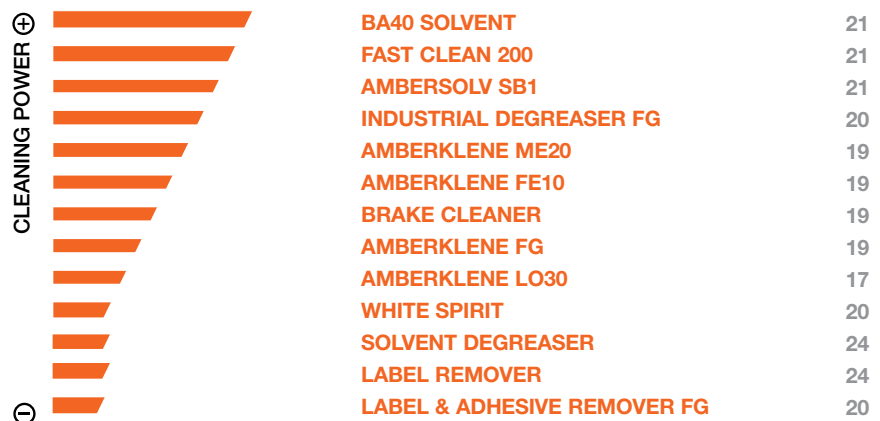 CLEANING POWER
BA40 SOLVENT 21
FAST CLEAN 200 21
AMBERSOLV SB1 21
INDUSTRIAL DEGREASER FG 20
AMBERKLENE ME20 19
AMBERKLENE FE10 19
BRAKE CLEANER 19
AMBERKLENE FG 19
AMBERKLENE LO30 17
WHITE SPIRIT 20
SOLVENT DEGREASER 24
LABEL REMOVER 24
LABEL & ADHESIVE REMOVER FG 20